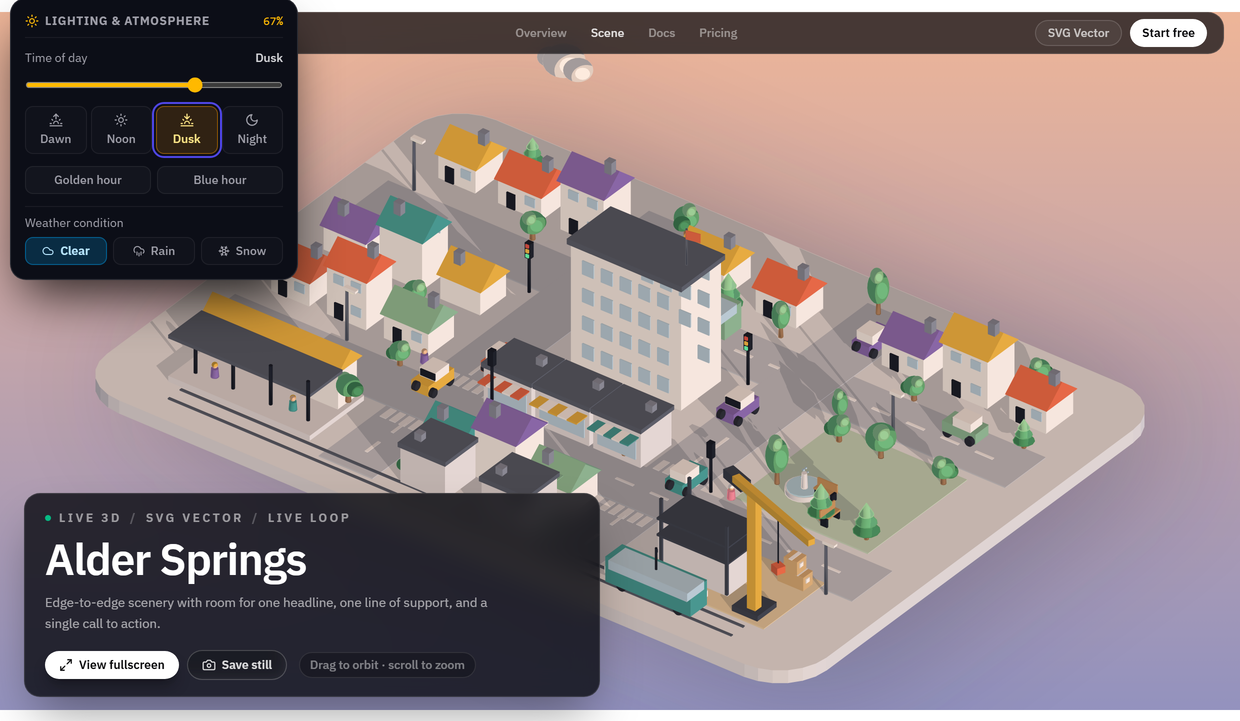 LIGHTING & ATMOSPHERE 67%
Time of day Dusk
Dawn Noon Dusk Night
Golden hour Blue hour
Weather condition
Clear Rain Snow
Overview Scene Docs Pricing SVG Vector Start free
LIVE 3D / SVG VECTOR / LIVE LOOP
Alder Springs
Edge-to-edge scenery with room for one headline, one line of support, and a
single call to action.
View fullscreen Save still Drag to orbit · scroll to zoom